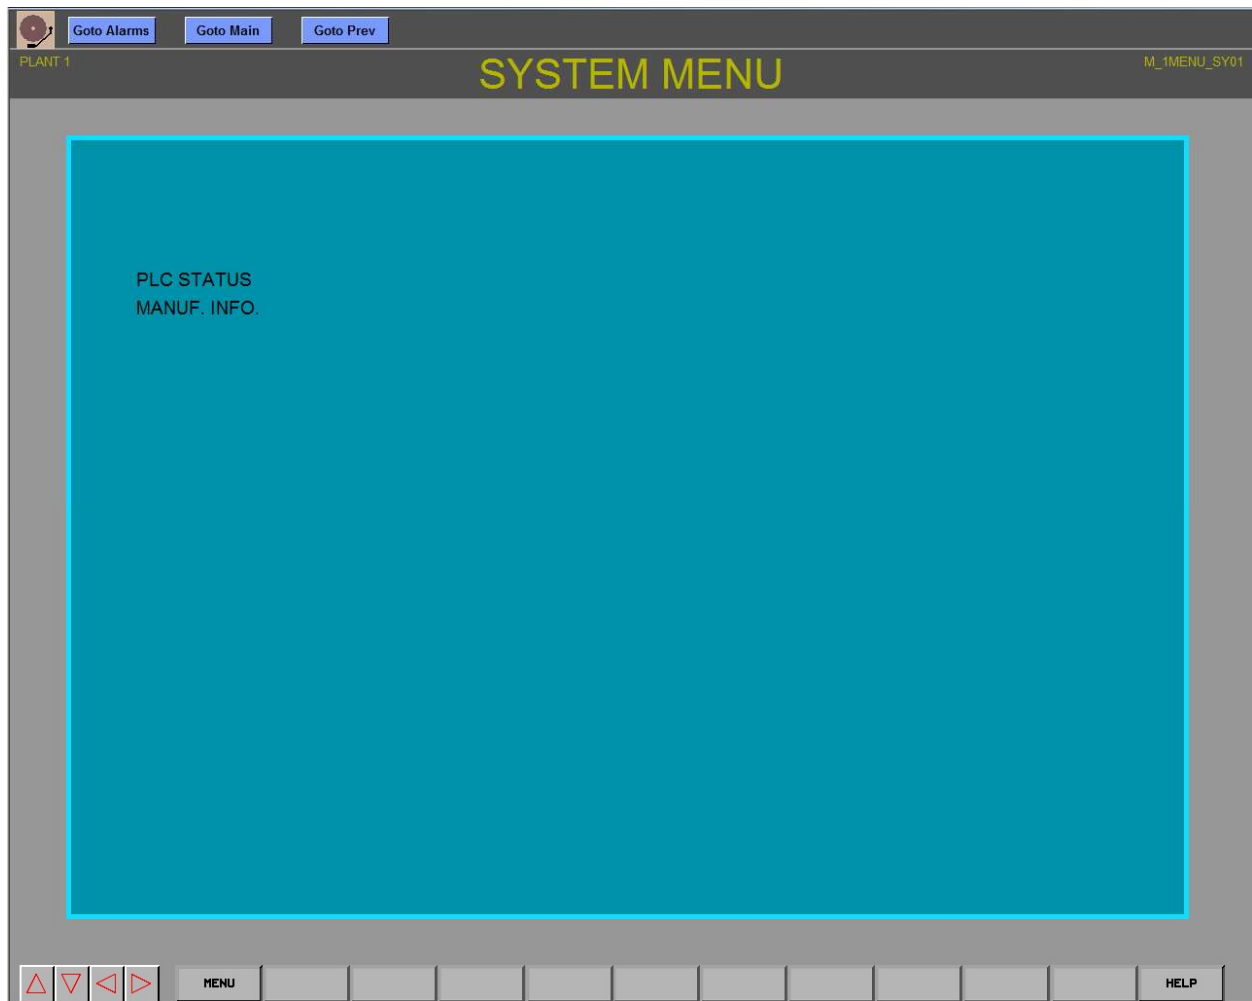 Goto Alarms Goto Main Goto Prev
PLANT 1 SYSTEM MENU M_1MENU_SY01
PLC STATUS
MANUF. INFO.
MENU HELP